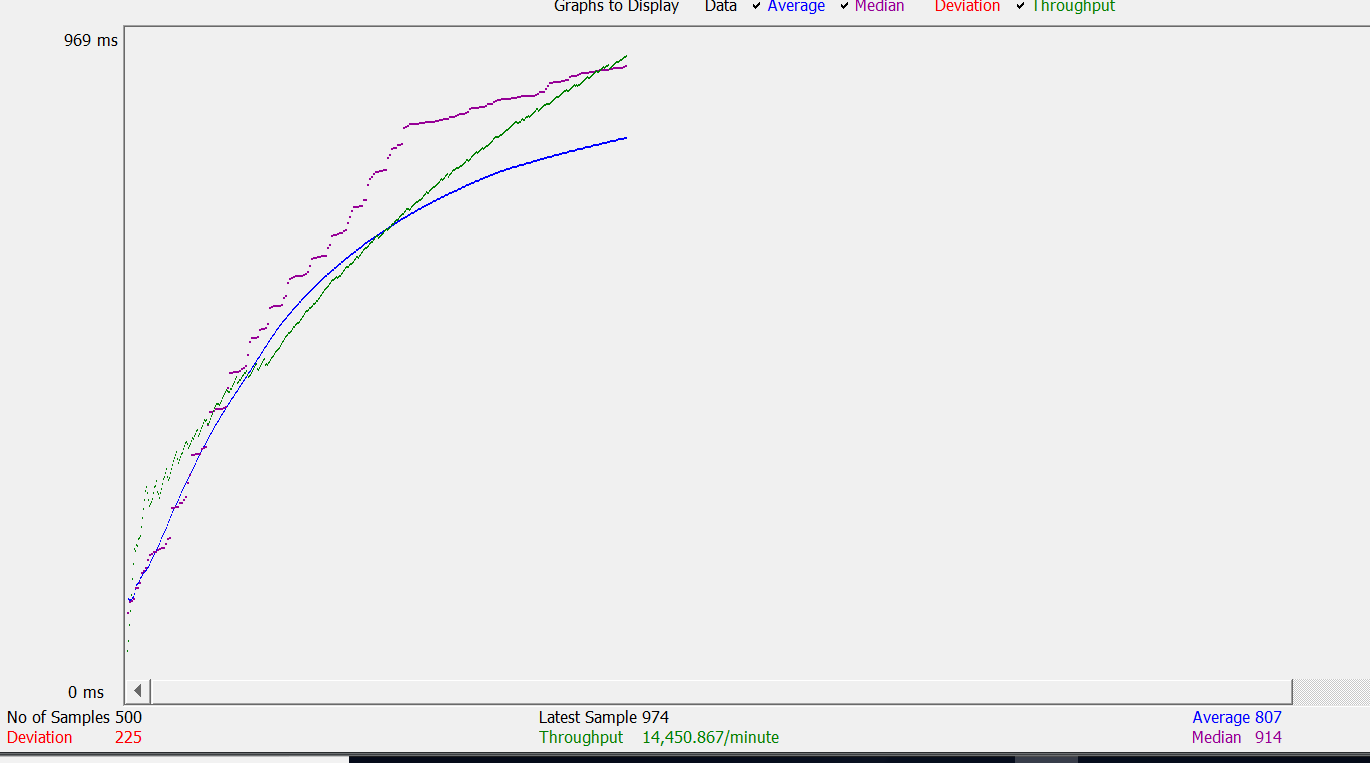 Graphs to Display Data Average Median Deviation Throughput
969 ms
0 ms
No of Samples 500 Latest Sample 974 Average 807
Deviation 225 Throughput 14,450.867/minute Median 914